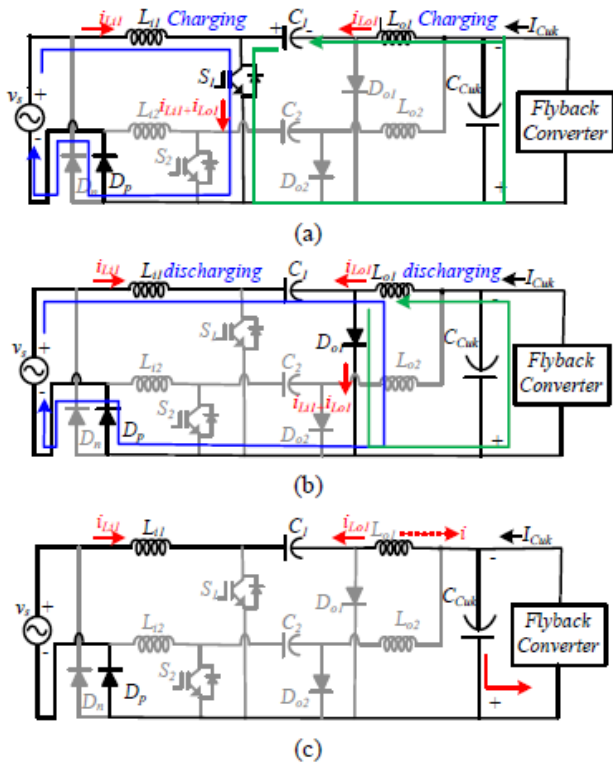 iLi1 Li1 Charging + C1 - iLo1 Lo1 Charging ICuk
S1 -
vs + Li2 iLi1+iLo1 C2 Do1 Lo2 CCuk Flyback
- S2 Converter
Dn Dp Do2 +
(a)
iLi1 Li1 discharging C1 iLo1 Lo1 discharging ICuk
S1 -
vs + Li2 C2 Do1 Lo2 CCuk Flyback
- S2 iLi1+iLo1 Converter
Dn Dp Do2 +
(b)
iLi1 Li1 C1 iLo1 Lo1 i ICuk
S1 -
vs + Li2 C2 Do1 Lo2 CCuk Flyback
- S2 Converter
Dn Dp Do2 +
(c)